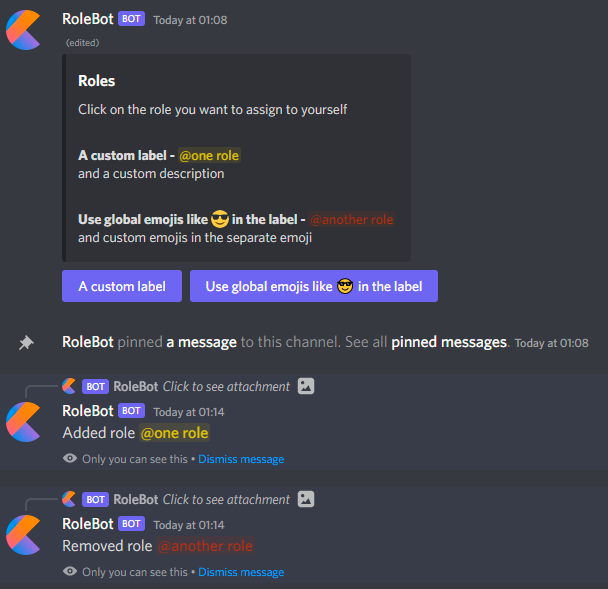 RoleBot BOT Today at 01:08
(edited)
Roles
Click on the role you want to assign to yourself
A custom label - @one role
and a custom description
Use global emojis like 😎 in the label - @another role
and custom emojis in the separate emoji
A custom label
Use global emojis like 😎 in the label
RoleBot pinned a message to this channel. See all pinned messages. Today at 01:08
BOT RoleBot Click to see attachment
RoleBot BOT Today at 01:14
Added role @one role
Only you can see this • Dismiss message
BOT RoleBot Click to see attachment
RoleBot BOT Today at 01:14
Removed role @another role
Only you can see this • Dismiss message